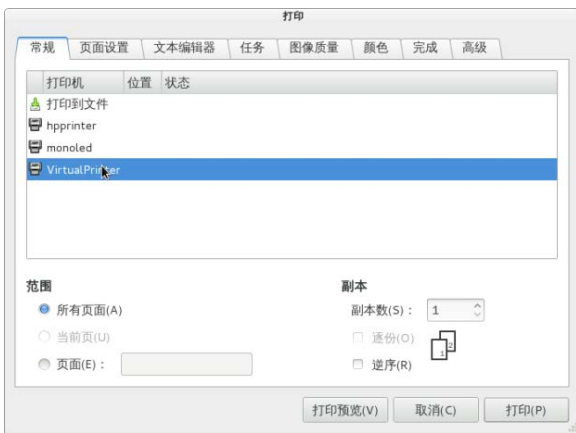 打印
常规 页面设置 文本编辑器 任务 图像质量 颜色 完成 高级
打印机 位置 状态
打印到文件
hpprinter
monoled
VirtualPrinter
范围 副本
所有页面(A) 副本数(S)： 1
当前页(U) 逐份(O)
页面(E)： 逆序(R)
1 2
打印预览(V) 取消(C) 打印(P)